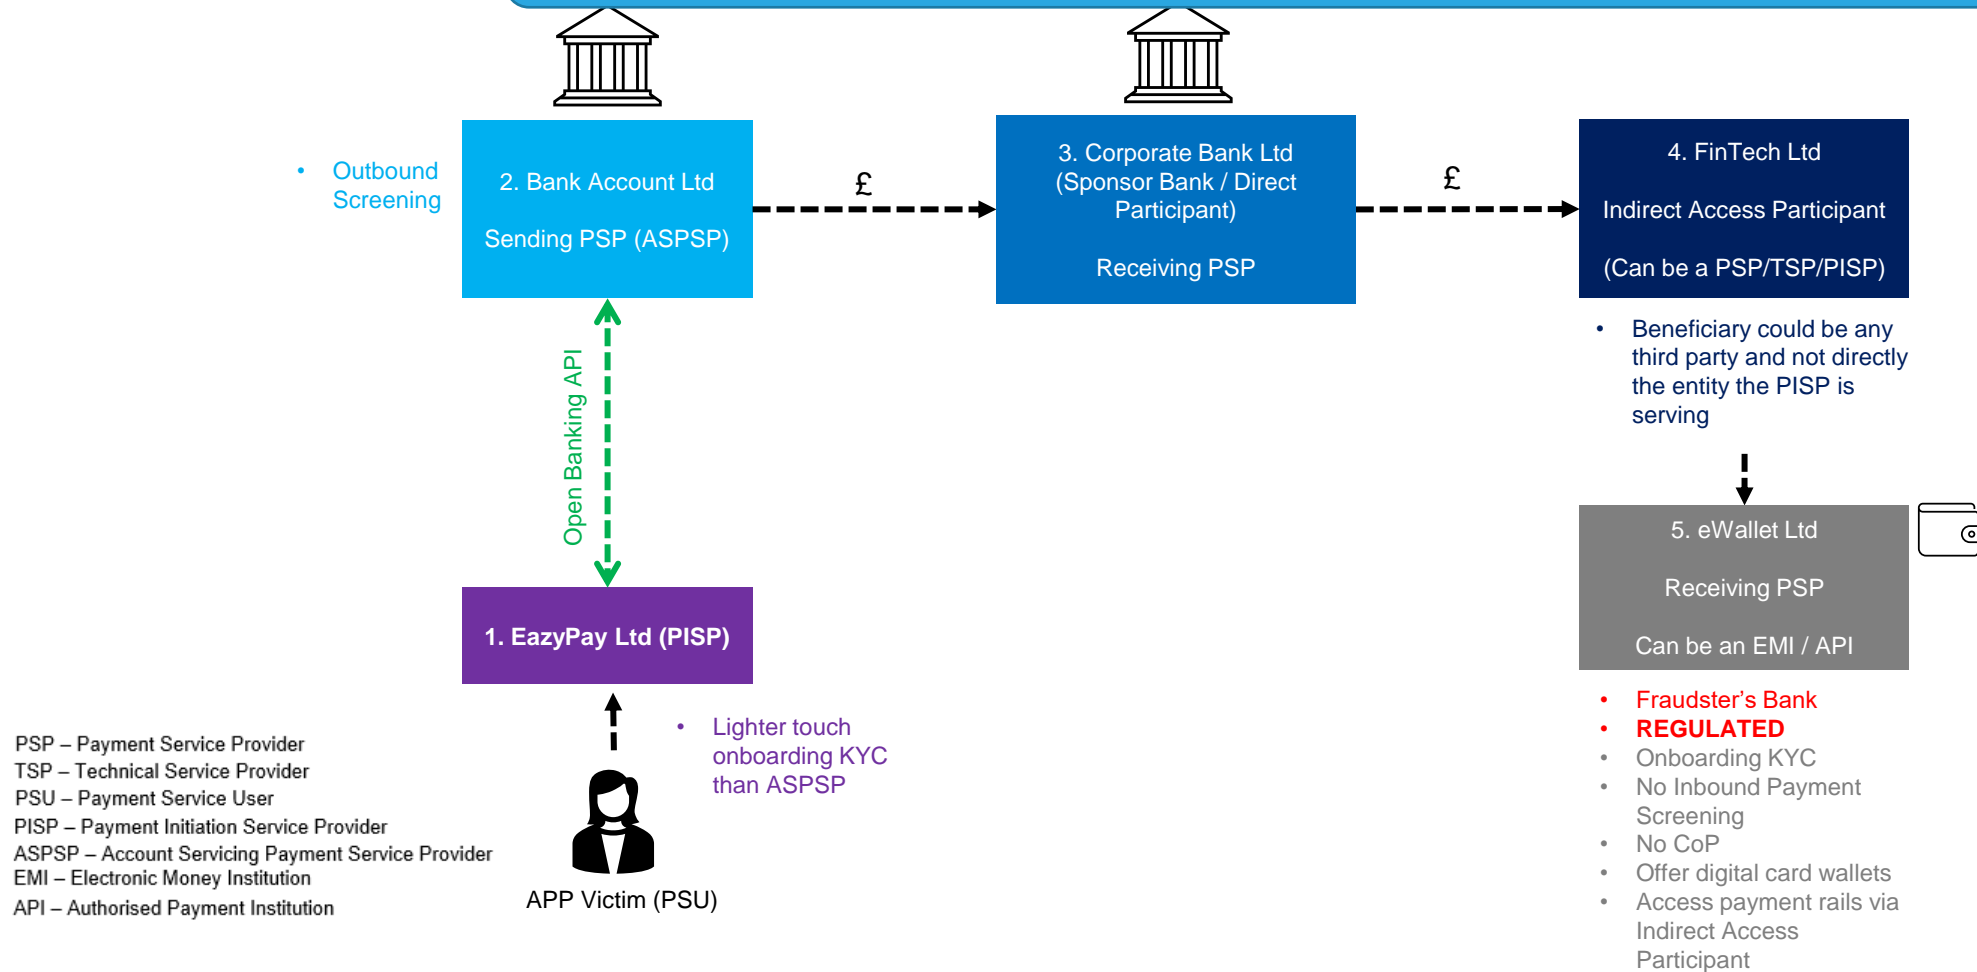 • Outbound
Screening
2. Bank Account Ltd
Sending PSP (ASPSP)
£
3. Corporate Bank Ltd
(Sponsor Bank / Direct
Participant)
Receiving PSP
£
4. FinTech Ltd
Indirect Access Participant
(Can be a PSP/TSP/PISP)
• Beneficiary could be any
third party and not directly
the entity the PISP is
serving
Open Banking API
5. eWallet Ltd
Receiving PSP
Can be an EMI / API
1. EazyPay Ltd (PISP)
• Lighter touch
onboarding KYC
than ASPSP
APP Victim (PSU)
• Fraudster's Bank
• REGULATED
• Onboarding KYC
• No Inbound Payment
Screening
• No CoP
• Offer digital card wallets
• Access payment rails via
Indirect Access
Participant
PSP – Payment Service Provider
TSP – Technical Service Provider
PSU – Payment Service User
PISP – Payment Initiation Service Provider
ASPSP – Account Servicing Payment Service Provider
EMI – Electronic Money Institution
API – Authorised Payment Institution